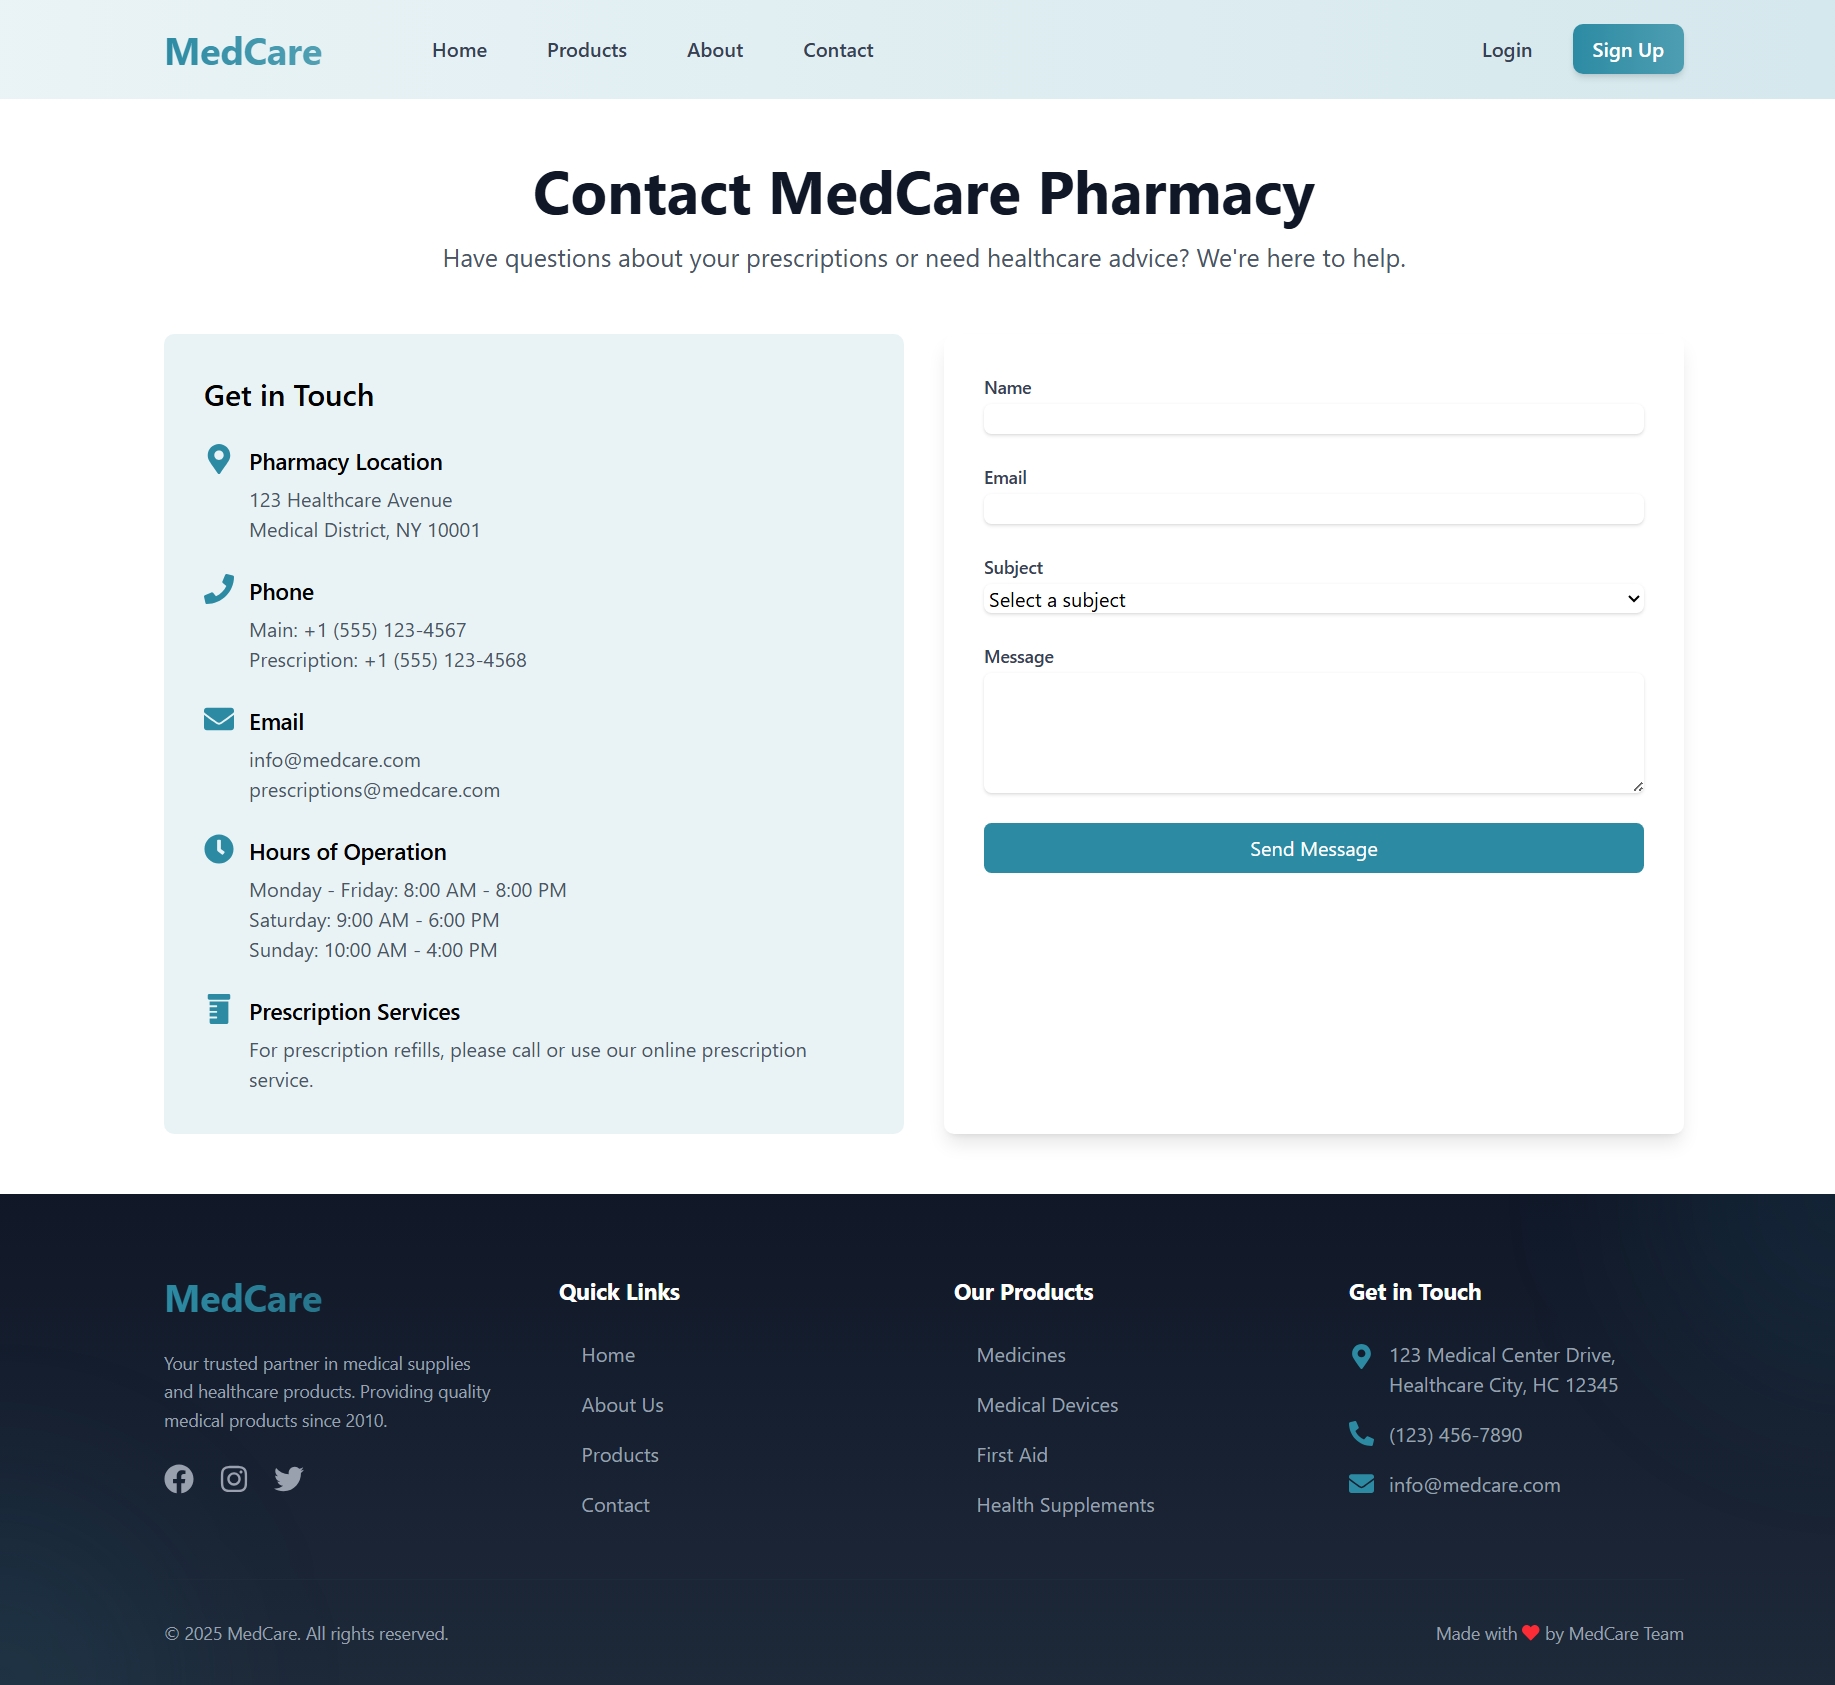 MedCare
Home
Products
About
Contact
Login
Sign Up
Contact MedCare Pharmacy
Have questions about your prescriptions or need healthcare advice? We're here to help.
Get in Touch
Pharmacy Location
123 Healthcare Avenue
Medical District, NY 10001
Phone
Main: +1 (555) 123-4567
Prescription: +1 (555) 123-4568
Email
info@medcare.com
prescriptions@medcare.com
Hours of Operation
Monday - Friday: 8:00 AM - 8:00 PM
Saturday: 9:00 AM - 6:00 PM
Sunday: 10:00 AM - 4:00 PM
Prescription Services
For prescription refills, please call or use our online prescription
service.
Name
Email
Subject
Select a subject
Message
Send Message
MedCare
Your trusted partner in medical supplies
and healthcare products. Providing quality
medical products since 2010.
Quick Links
Home
About Us
Products
Contact
Our Products
Medicines
Medical Devices
First Aid
Health Supplements
Get in Touch
123 Medical Center Drive,
Healthcare City, HC 12345
(123) 456-7890
info@medcare.com
© 2025 MedCare. All rights reserved.
Made with ❤ by MedCare Team